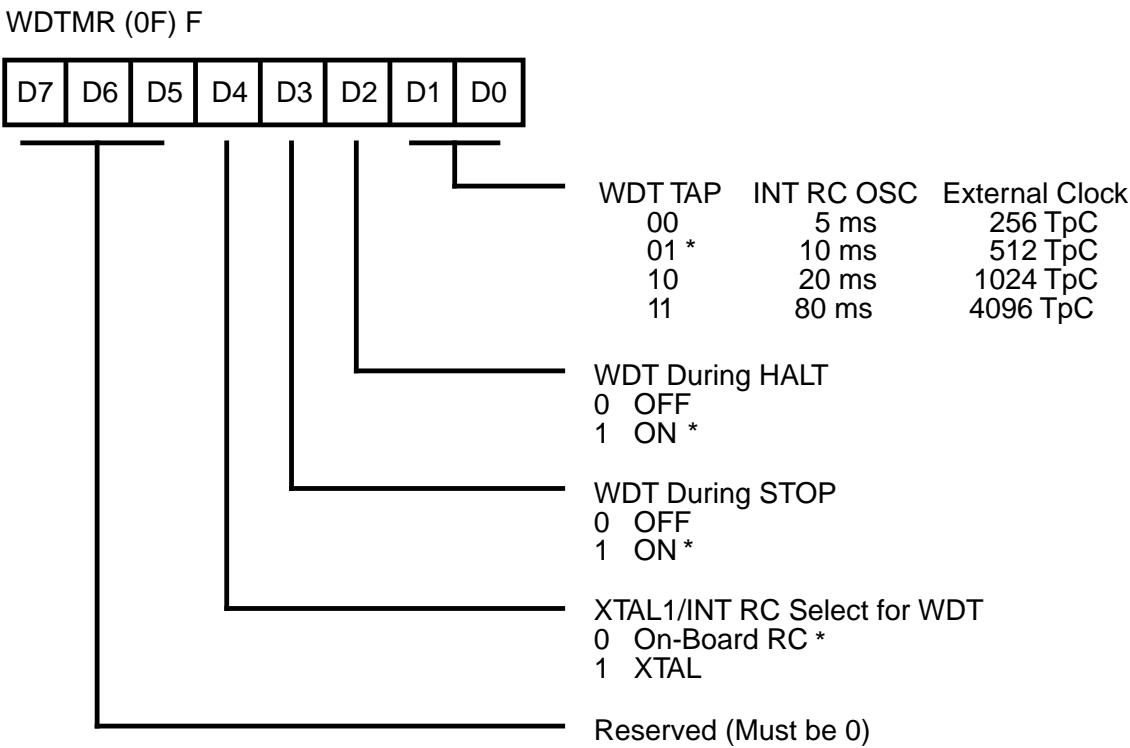 WDTMR (0F) F
D7 D6 D5 D4 D3 D2 D1 D0
WDT TAP INT RC OSC External Clock
00 5 ms 256 TpC
01 * 10 ms 512 TpC
10 20 ms 1024 TpC
11 80 ms 4096 TpC
WDT During HALT
0 OFF
1 ON *
WDT During STOP
0 OFF
1 ON *
XTAL1/INT RC Select for WDT
0 On-Board RC *
1 XTAL
Reserved (Must be 0)